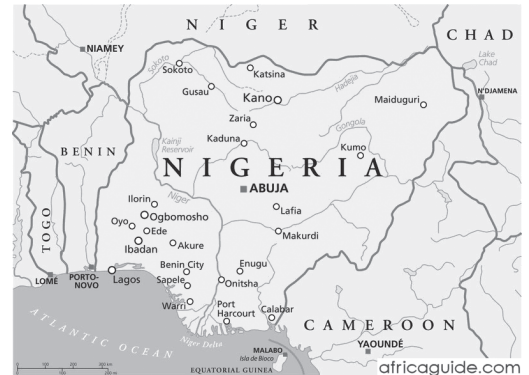 NIGER
CHAD
NIAMEY
Lake
Chad
Sokoto
Sokoto
Katsina
N'DJAMENA
Gusau
Hadejia
Kano
Maiduguri
Zaria
Gongola
Kainji
Reservoir
Kaduna
Kumo
BENIN
NIGERIA
ABUJA
Niger
Ilorin
Ogbomosho
Lafia
TOGO
Oyo
Ede
Makurdi
Ibadan
Akure
Benin City
Enugu
LOMÉ
PORTO-
NOVO
Lagos
Sapele
Onitsha
Warri
Port
Harcourt
Calabar
CAMEROON
ATLANTIC OCEAN
Niger Delta
YAOUNDÉ
MALABO
Isla de Bioco
EQUATORIAL GUINEA
africaguide.com